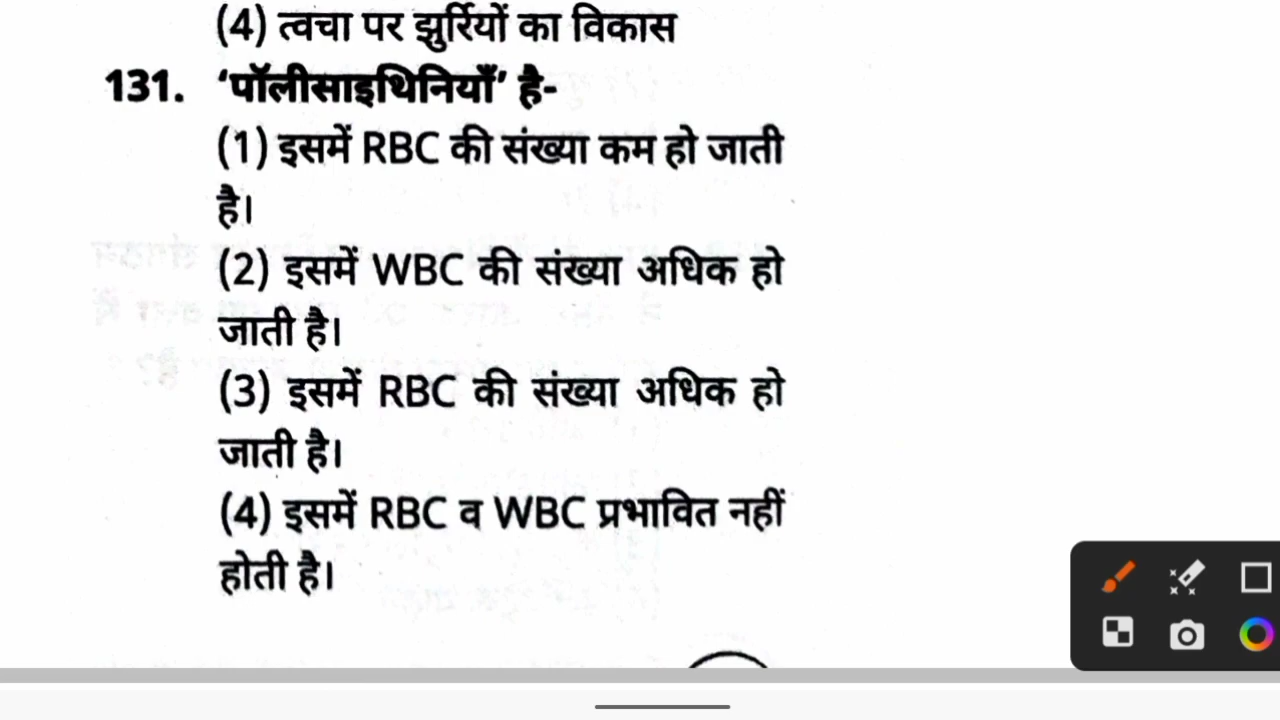 (4) त्वचा पर झुर्रियों का विकास
131. ‘पॉलीसाइथिनियाँ’ है-
(1) इसमें RBC की संख्या कम हो जाती
है।
(2) इसमें WBC की संख्या अधिक हो
जाती है।
(3) इसमें RBC की संख्या अधिक हो
जाती है।
(4) इसमें RBC व WBC प्रभावित नहीं
होती है।